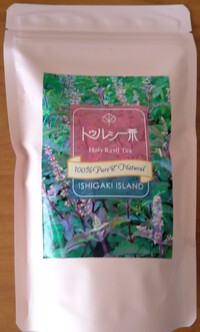 トゥルシー茶
Holy Basil Tea
100% Pure & Natural
ISHIGAKI ISLAND